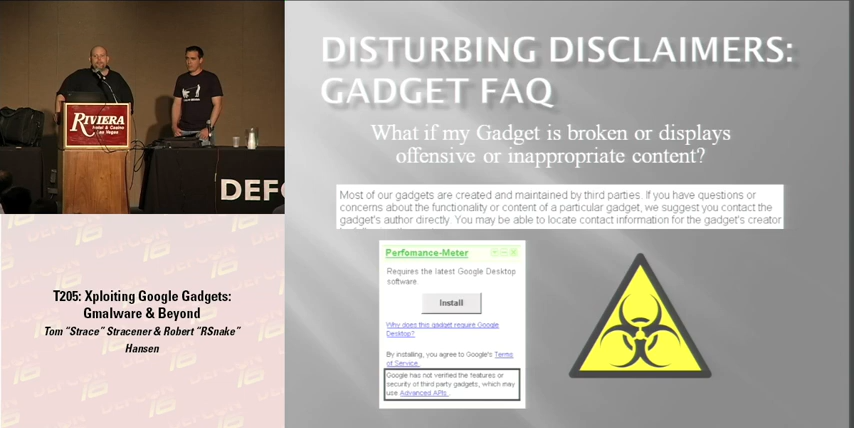 DISTURBING DISCLAIMERS:
GADGET FAQ
What if my Gadget is broken or displays
offensive or inappropriate content?
Most of our gadgets are created and maintained by third parties. If you have questions or
concerns about the functionality or content of a particular gadget, we suggest you contact the
gadget's author directly. You may be able to locate contact information for the gadget's creator
Perfomance-Meter
Requires the latest Google Desktop
software
Install
Why does this gadget require Google
Desktop?
By installing, you agree to Google's Terms
of Service.
Google has not verified the features or
security of third party gadgets, which may
use Advanced APIs.
RIVIERA
Hotel & Casino
Las Vegas
DEFC
T205: Xploiting Google Gadgets:
Gmalware & Beyond
Tom "Strace" Stracener & Robert "RSnake"
Hansen